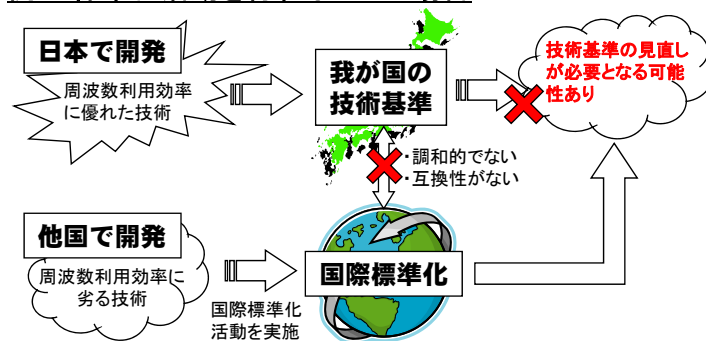 日本で開発
周波数利用効率
に優れた技術
我が国の
技術基準
技術基準の見直し
が必要となる可能
性あり
・調和的でない
・互換性がない
他国で開発
周波数利用効率に
劣る技術
国際標準化
活動を実施
国際標準化